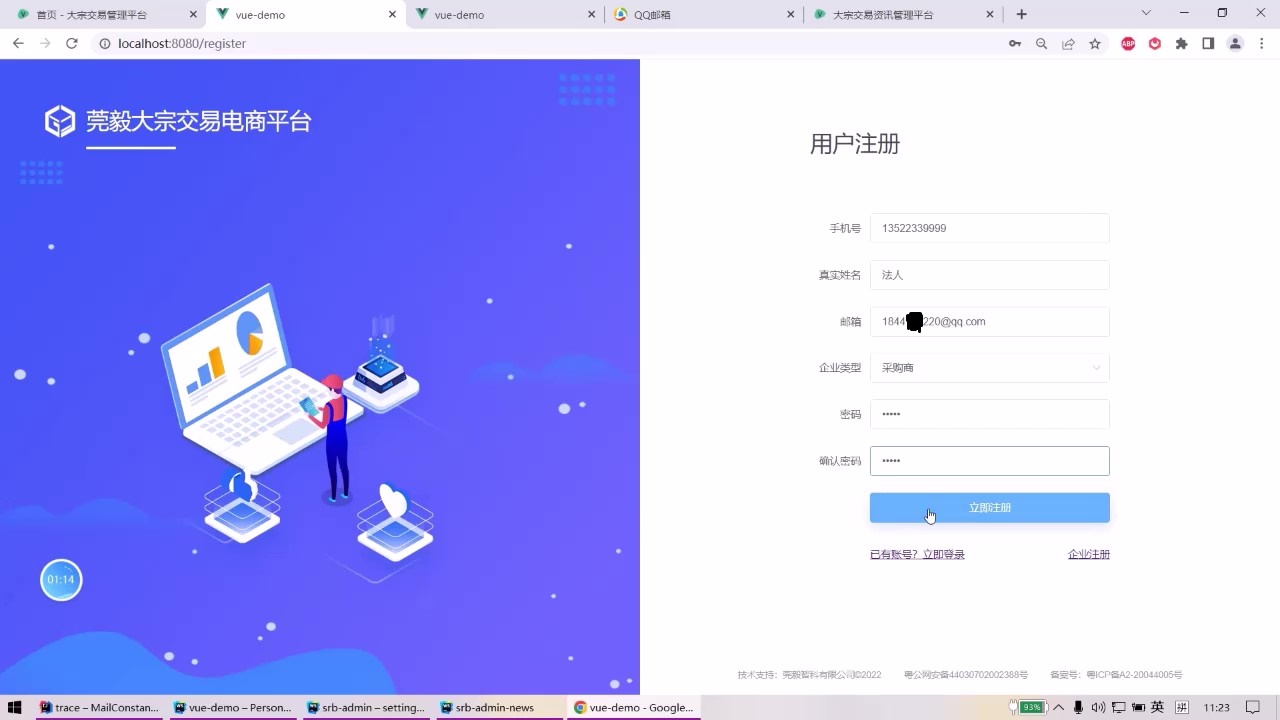 首页 - 大宗交易管理平台
vue-demo
vue-demo
QQ邮箱
大宗交易资讯管理平台
localhost:8080/register
ABP
莞毅大宗交易电商平台
用户注册
手机号 13522339999
真实姓名 法人
邮箱 1844 220@qq.com
企业类型 采购商
密码 •••••
确认密码 •••••
立即注册
已有账号？立即登录 企业注册
01:14
技术支持：莞毅智科有限公司©2022 粤公网安备44030702002388号 备案号：粤ICP备A2-20044005号
trace – MailConstan...
vue-demo – Person...
srb-admin – setting...
srb-admin-news
vue-demo - Google...
93%
英
拼
11:23